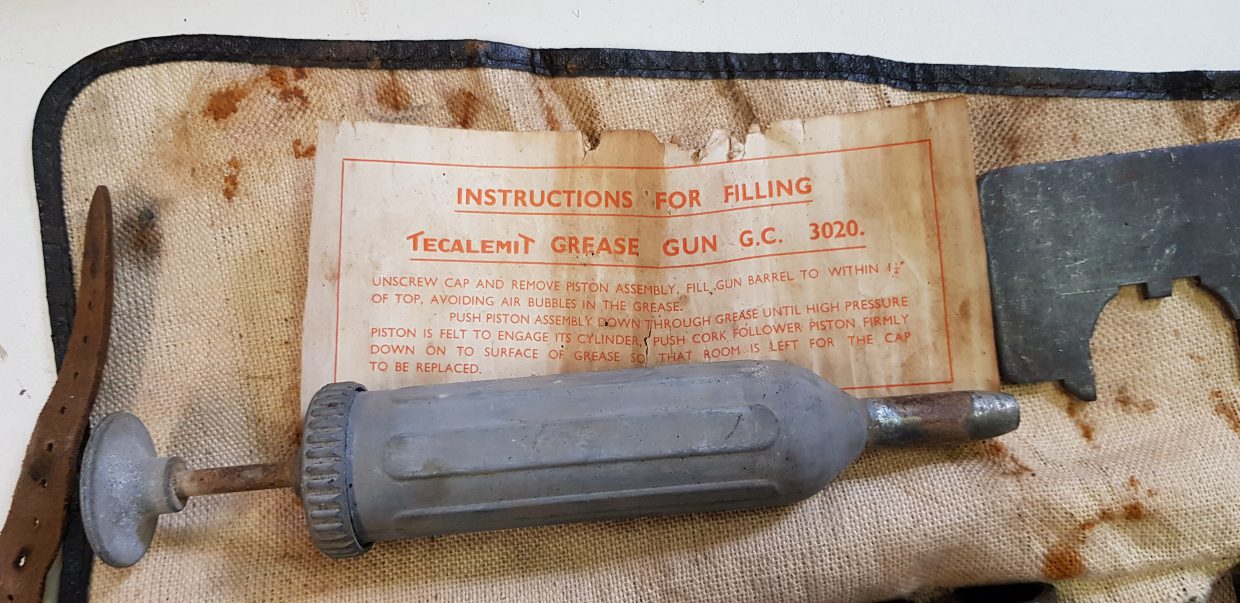 INSTRUCTIONS FOR FILLING
TECALEMIT GREASE GUN G.C. 3020.
UNSCREW CAP AND REMOVE PISTON ASSEMBLY, FILL GUN BARREL TO WITHIN 1½"
OF TOP, AVOIDING AIR BUBBLES IN THE GREASE.
PUSH PISTON ASSEMBLY DOWN THROUGH GREASE UNTIL HIGH PRESSURE
PISTON IS FELT TO ENGAGE ITS CYLINDER, PUSH CORK FOLLOWER PISTON FIRMLY
DOWN ON TO SURFACE OF GREASE SO THAT ROOM IS LEFT FOR THE CAP
TO BE REPLACED.